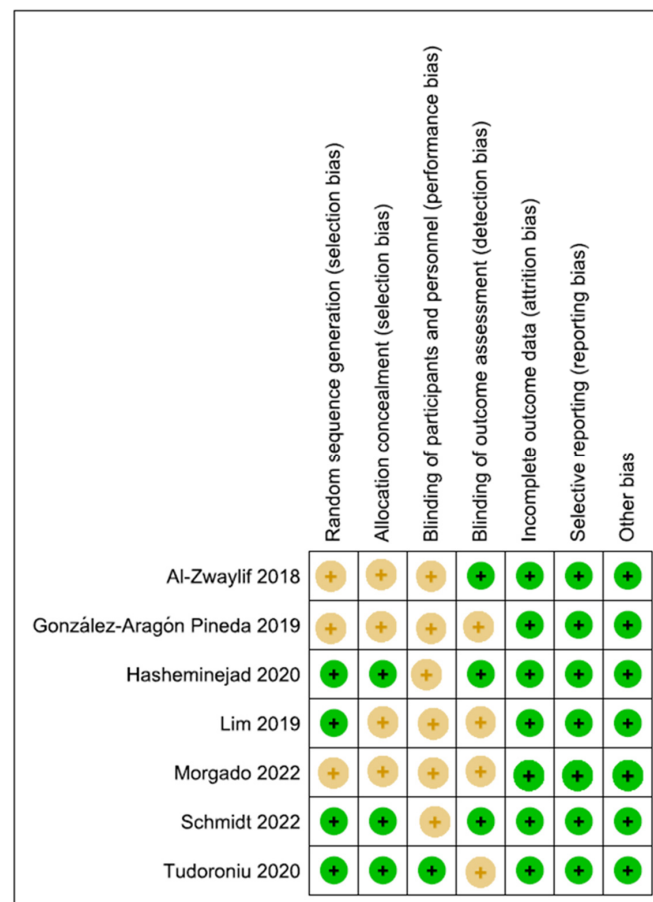 Random sequence generation (selection bias)
Allocation concealment (selection bias)
Blinding of participants and personnel (performance bias)
Blinding of outcome assessment (detection bias)
Incomplete outcome data (attrition bias)
Selective reporting (reporting bias)
Other bias
Al-Zwaylif 2018 + + + + + + +
González-Aragón Pineda 2019 + + + + + + +
Hasheminejad 2020 + + + + + + +
Lim 2019 + + + + + + +
Morgado 2022 + + + + + + +
Schmidt 2022 + + + + + + +
Tudoroniu 2020 + + + + + + +